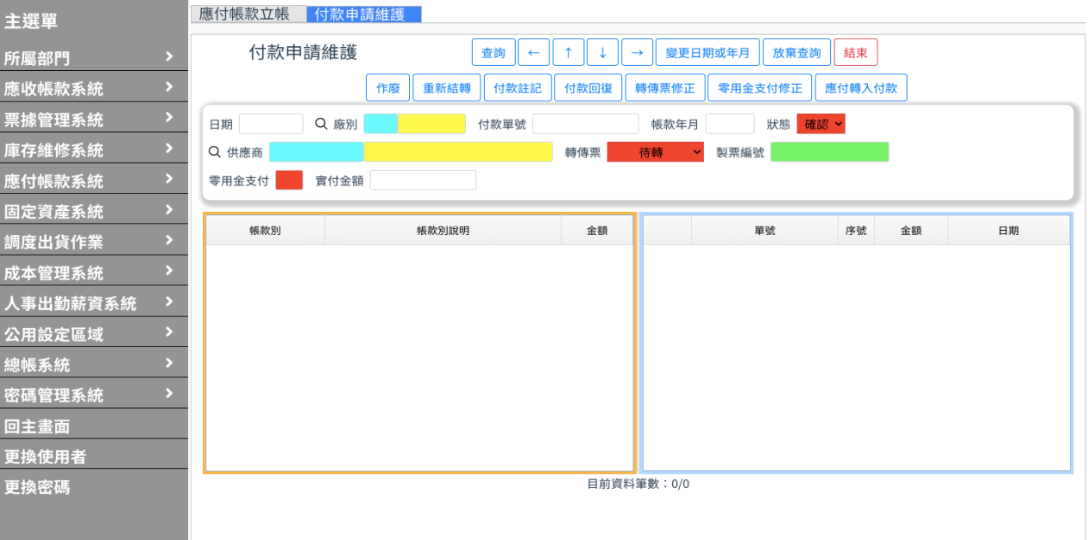 主選單
所屬部門
應收帳款系統
票據管理系統
庫存維修系統
應付帳款系統
固定資產系統
調度出貨作業
成本管理系統
人事出勤薪資系統
公用設定區域
總帳系統
密碼管理系統
回主畫面
更換使用者
更換密碼
應付帳款立帳 付款申請維護
付款申請維護 查詢 ← ↑ ↓ → 變更日期或年月 放棄查詢 結束
作廢 重新結轉 付款註記 付款回復 轉傳票修正 零用金支付修正 應付轉入付款
日期 廠別 付款單號 帳款年月 狀態 確認
供應商 轉傳票 待轉 製票編號
零用金支付 實付金額
帳款別 帳款別說明 金額 單號 序號 金額 日期
目前資料筆數：0/0